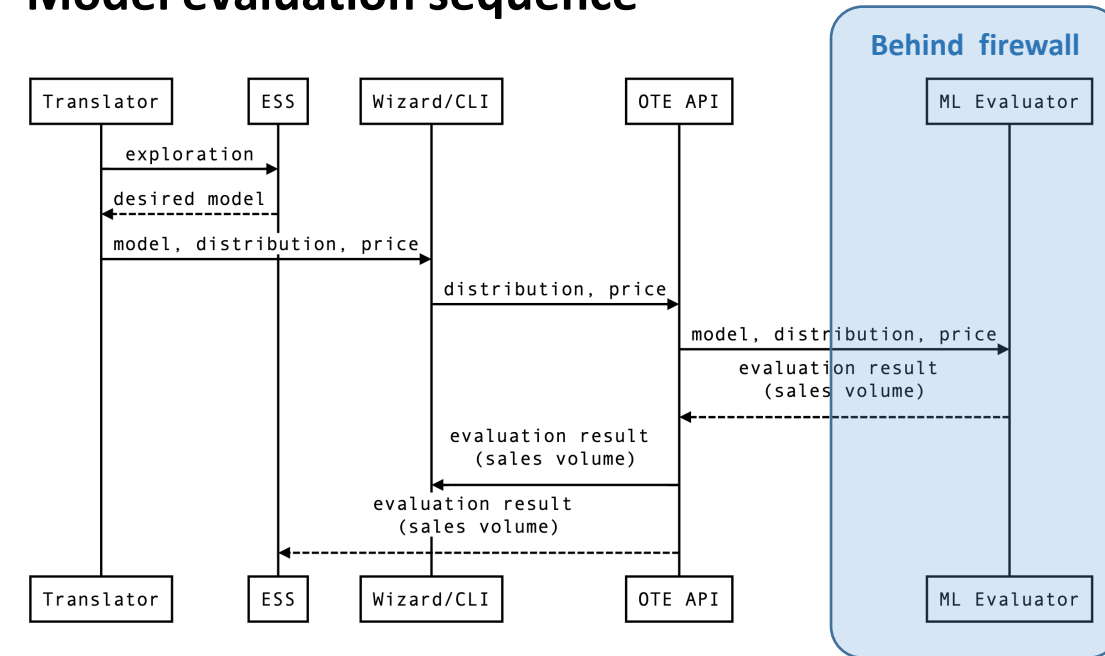 Model evaluation sequence
Behind firewall
Translator
ESS
Wizard/CLI
OTE API
ML Evaluator
exploration
desired model
model, distribution, price
distribution, price
model, distribution, price
evaluation result
(sales volume)
evaluation result
(sales volume)
evaluation result
(sales volume)
Translator
ESS
Wizard/CLI
OTE API
ML Evaluator